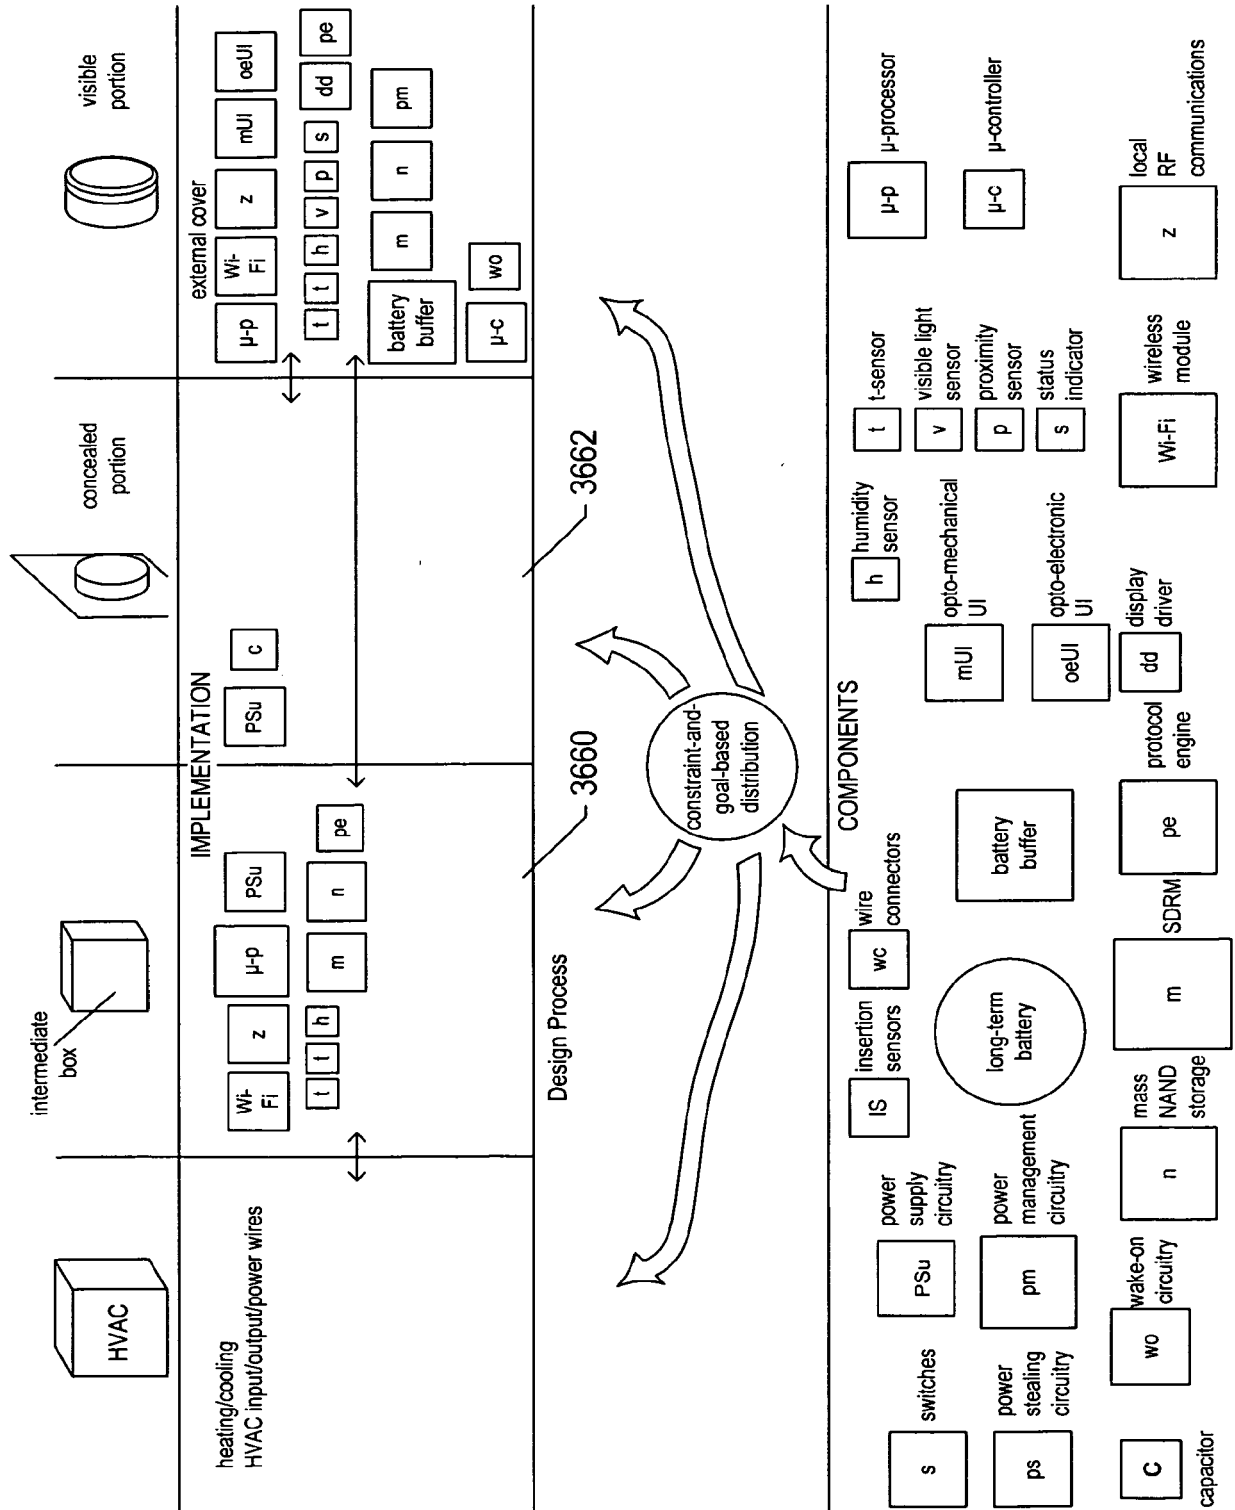 HVAC
intermediate
box
concealed
portion
visible
portion
IMPLEMENTATION
heating/cooling
HVAC input/output/power wires
Wi-
Fi
z
µ-p
PSu
t
t
h
m
n
pe
PSu
c
external cover
µ-p
Wi-
Fi
z
mUI
oeUI
t
t
h
v
p
s
dd
pe
battery
buffer
m
n
pm
µ-c
wo
3660
3662
Design Process
constraint-and-
goal-based
distribution
COMPONENTS
s
switches
PSu
power
supply
circuitry
IS
insertion
sensors
wc
wire
connectors
h
humidity
sensor
t
t-sensor
v
visible light
sensor
p
proximity
sensor
s
status
indicator
µ-p
µ-processor
µ-c
µ-controller
ps
power
stealing
circuitry
pm
power
management
circuitry
long-term
battery
battery
buffer
mUI
opto-mechanical
UI
oeUI
opto-electronic
UI
C
capacitor
wo
wake-on
circuitry
n
mass
NAND
storage
m
SDRM
pe
protocol
engine
dd
display
driver
Wi-Fi
wireless
module
z
local
RF
communications